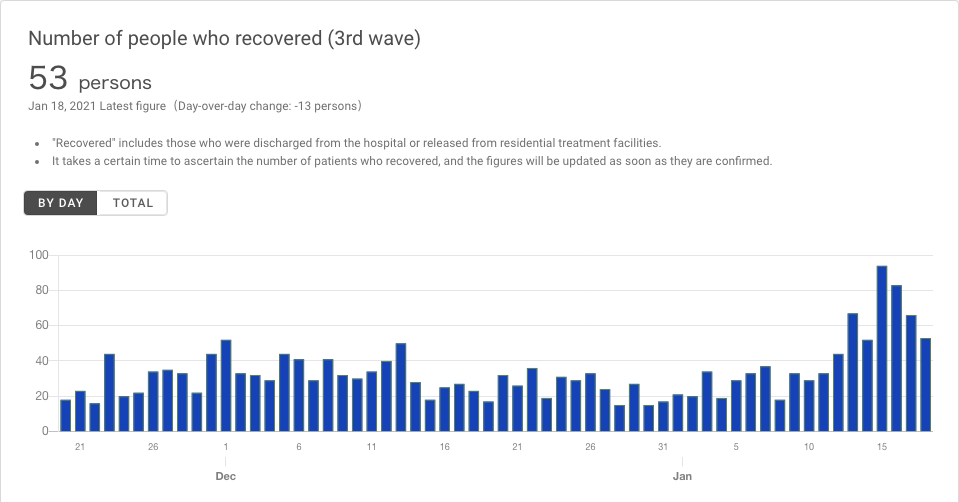 Number of people who recovered (3rd wave)
53 persons
Jan 18, 2021 Latest figure（Day-over-day change: -13 persons）
• "Recovered" includes those who were discharged from the hospital or released from residential treatment facilities.
• It takes a certain time to ascertain the number of patients who recovered, and the figures will be updated as soon as they are confirmed.
BY DAY TOTAL
100
80
60
40
20
0
21 26 1 6 11 16 21 26 31 5 10 15
Dec Jan